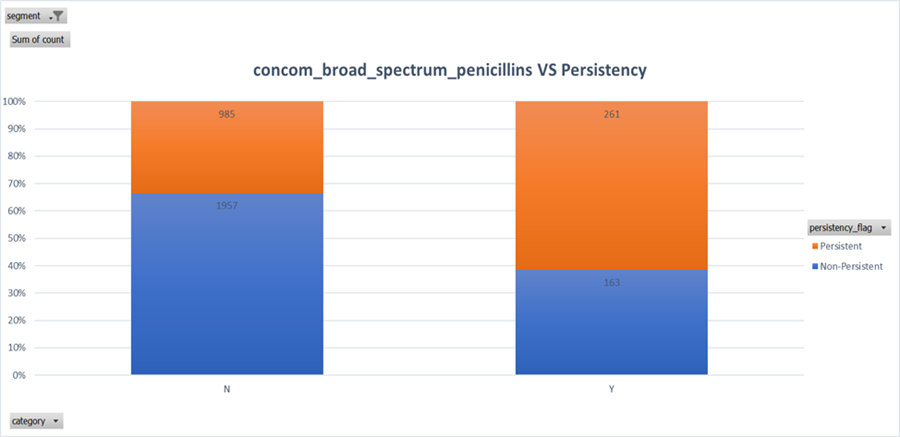 segment
Sum of count
concom_broad_spectrum_penicillins VS Persistency
100%
90%
80%
70%
60%
50%
40%
30%
20%
10%
0%
985
1957
261
163
N
Y
persistency_flag
Persistent
Non-Persistent
category